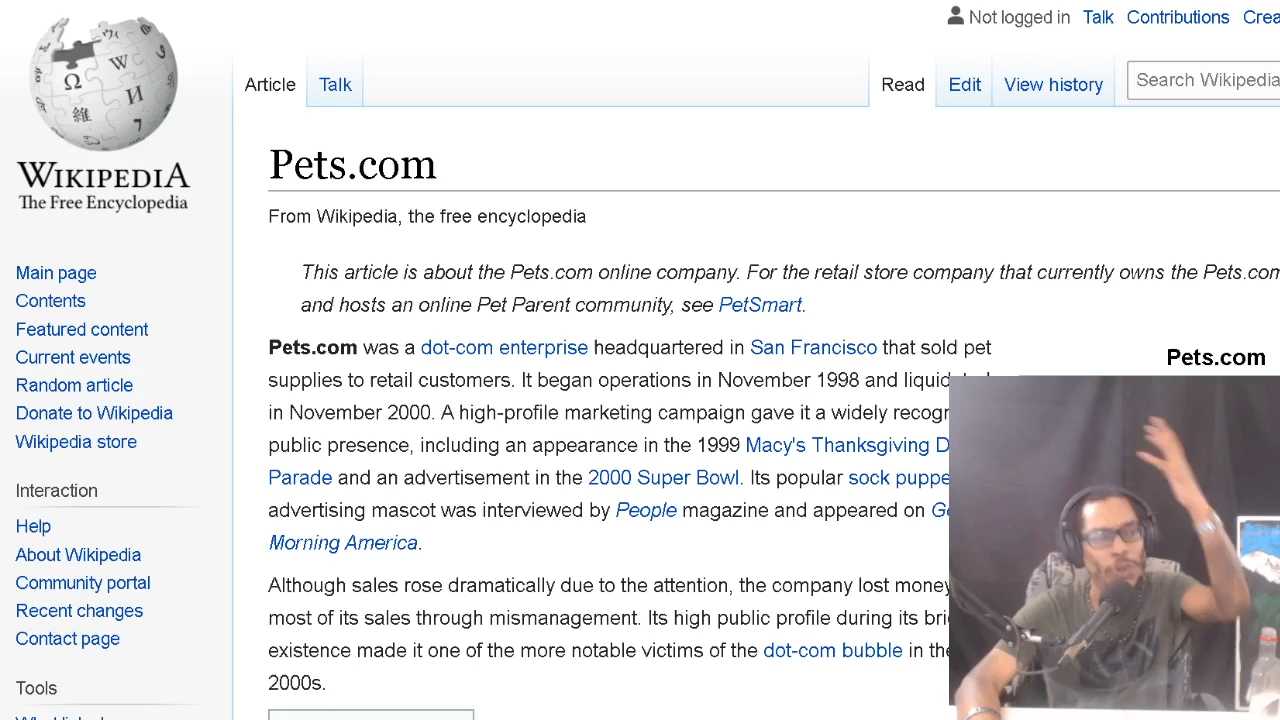 Not logged in Talk Contributions Crea
Article Talk Read Edit View history Search Wikipedia
WIKIPEDIA
The Free Encyclopedia
Pets.com
From Wikipedia, the free encyclopedia
This article is about the Pets.com online company. For the retail store company that currently owns the Pets.com
and hosts an online Pet Parent community, see PetSmart.
Pets.com was a dot-com enterprise headquartered in San Francisco that sold pet
supplies to retail customers. It began operations in November 1998 and
in November 2000. A high-profile marketing campaign gave it a widely recogn
public presence, including an appearance in the 1999 Macy's Thanksgiving D
Parade and an advertisement in the 2000 Super Bowl. Its popular sock puppe
advertising mascot was interviewed by People magazine and appeared on Go
Morning America.
Although sales rose dramatically due to the attention, the company lost money
most of its sales through mismanagement. Its high public profile during its bri
existence made it one of the more notable victims of the dot-com bubble in the
2000s.
Pets.com
Main page
Contents
Featured content
Current events
Random article
Donate to Wikipedia
Wikipedia store
Interaction
Help
About Wikipedia
Community portal
Recent changes
Contact page
Tools